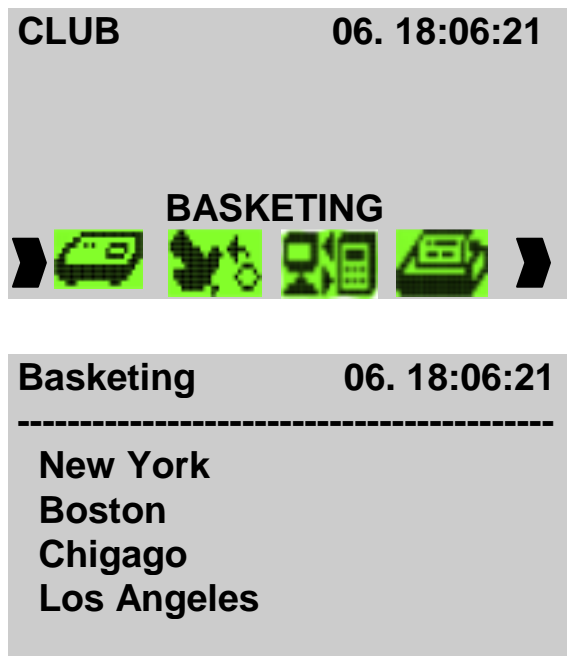 CLUB 06. 18:06:21
BASKETING
Basketing 06. 18:06:21
-------------------------------------------
New York
Boston
Chigago
Los Angeles